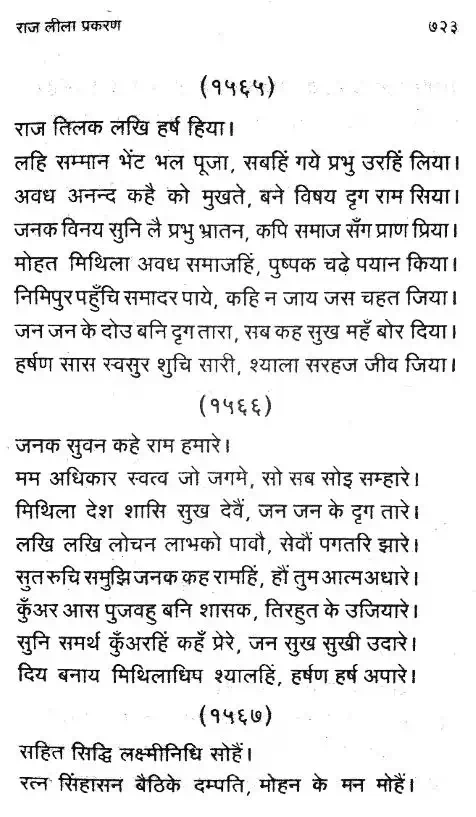 राज लीला प्रकरण ७२३
(१५६५)
राज तिलक लखि हर्ष हिया।
लहि सम्मान भेंट भल पूजा, सबहिं गये प्रभु उरहिं लिया।
अवध अनन्द कहै को मुखते, बने विषय दृग राम सिया।
जनक विनय सुनि लै प्रभु भ्रातन, कपि समाज सँग प्राण प्रिया।
मोहत मिथिला अवध समाजहिं, पुष्पक चढ़े पयान किया।
निमिपुर पहुँचि समादर पाये, कहि न जाय जस चहत जिया।
जन जन के दोउ बनि दृग तारा, सब कह सुख महँ बोर दिया।
हर्षण सास स्वसुर शुचि सारी, श्याला सरहज जीव जिया।
(१५६६)
जनक सुवन कहे राम हमारे।
मम अधिकार स्वत्व जो जगमे, सो सब सोइ सम्हारे।
मिथिला देश शासि सुख देवैं, जन जन के दृग तारे।
लखि लखि लोचन लाभको पावौ, सेवौं पगतरि झारे।
सुत रुचि समुझि जनक कह रामहिं, हौं तुम आत्म अधारे।
कुँअर आस पुजवहु बनि शासक, तिरहुत के उजियारे।
सुनि समर्थ कुँअरहिं कहँ प्रेरे, जन सुख सुखी उदारे।
दिय बनाय मिथिलाधिप श्यालहिं, हर्षण हर्ष अपारे।
(१५६७)
सहित सिद्धि लक्ष्मीनिधि सोहैं।
रत्न सिंहासन बैठिके दम्पति, मोहन के मन मोहैं।